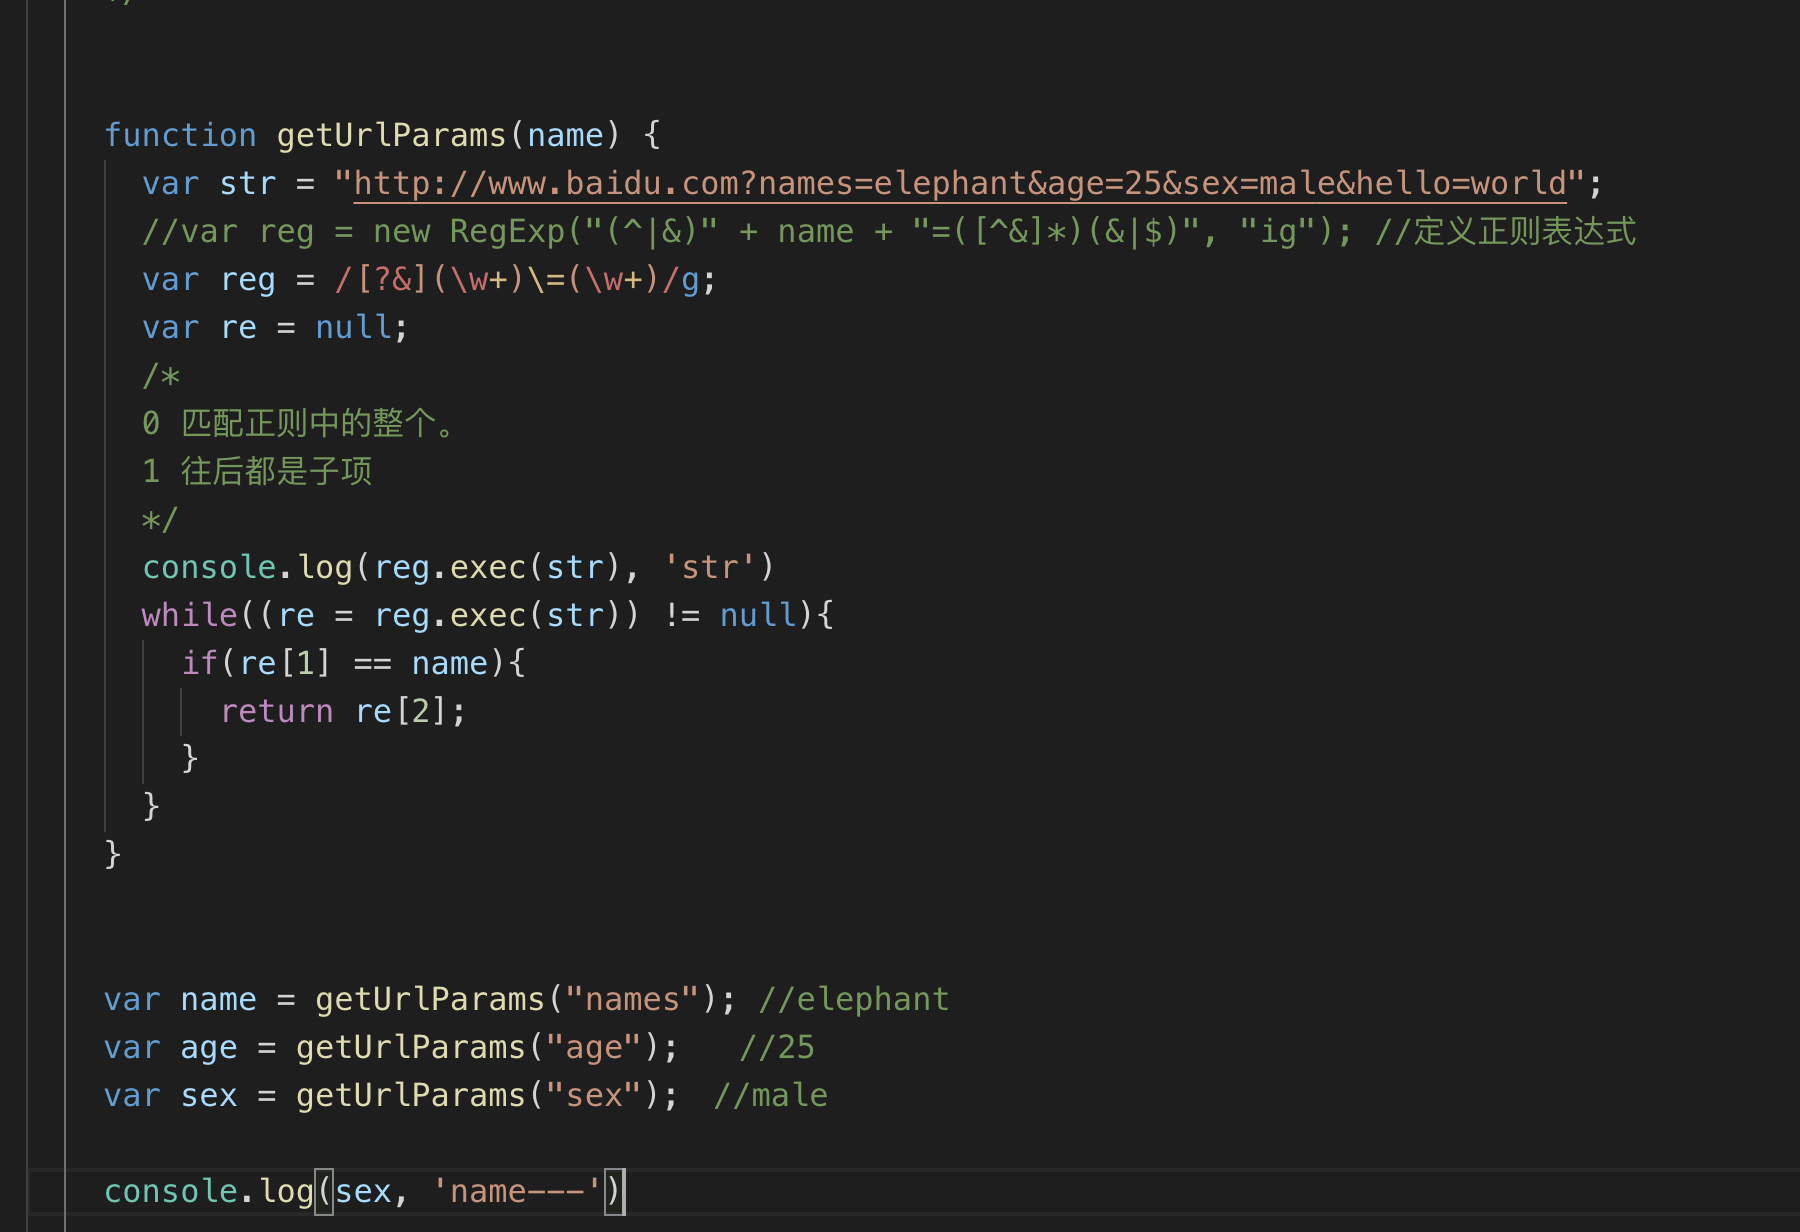 */
function getUrlParams(name) {
var str = "http://www.baidu.com?names=elephant&age=25&sex=male&hello=world";
//var reg = new RegExp("(^|&)" + name + "=([^&]*)(&|$)", "ig"); //定义正则表达式
var reg = /[?&](\w+)\=(\w+)/g;
var re = null;
/*
0 匹配正则中的整个。
1 往后都是子项
*/
console.log(reg.exec(str), 'str')
while((re = reg.exec(str)) != null){
if(re[1] == name){
return re[2];
}
}
}
var name = getUrlParams("names"); //elephant
var age = getUrlParams("age"); //25
var sex = getUrlParams("sex"); //male
console.log(sex, 'name---')